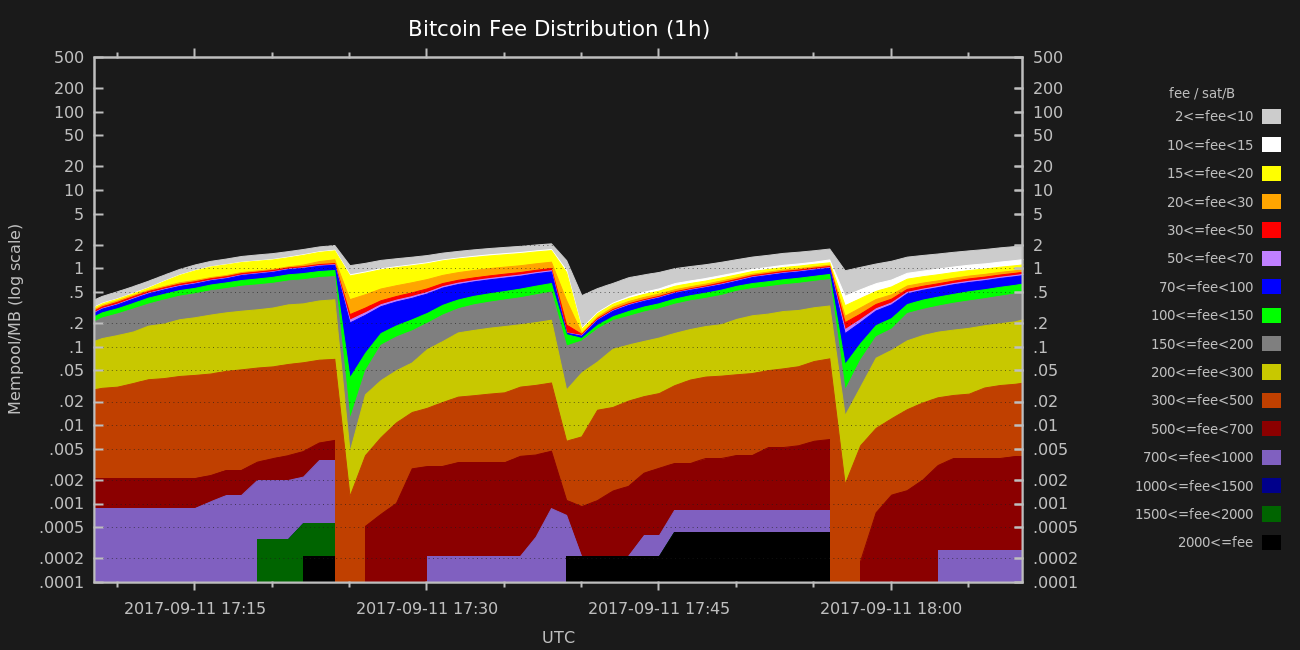 Bitcoin Fee Distribution (1h)
500 500
200 200
100 100
50 50
20 20
10 10
5 5
2 2
1 1
.5 .5
.2 .2
.1 .1
.05 .05
.02 .02
.01 .01
.005 .005
.002 .002
.001 .001
.0005 .0005
.0002 .0002
.0001 .0001
Mempool/MB (log scale)
2017-09-11 17:15 2017-09-11 17:30 2017-09-11 17:45 2017-09-11 18:00
UTC
fee / sat/B
2<=fee<10
10<=fee<15
15<=fee<20
20<=fee<30
30<=fee<50
50<=fee<70
70<=fee<100
100<=fee<150
150<=fee<200
200<=fee<300
300<=fee<500
500<=fee<700
700<=fee<1000
1000<=fee<1500
1500<=fee<2000
2000<=fee